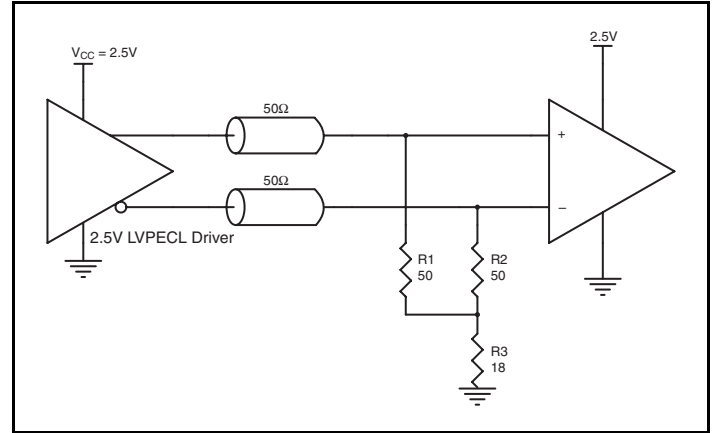 2.5V
V_CC = 2.5V
50Ω
+
50Ω
–
2.5V LVPECL Driver
R1
50
R2
50
R3
18